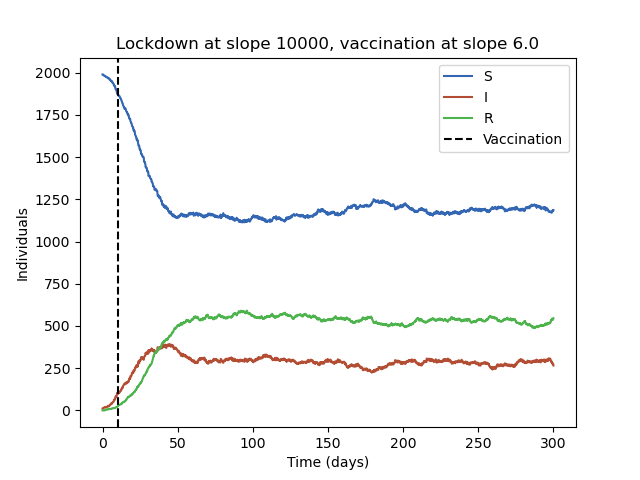 Lockdown at slope 10000, vaccination at slope 6.0
2000
1750
1500
1250
1000
750
500
250
0
Individuals
S
I
R
Vaccination
0 50 100 150 200 250 300
Time (days)